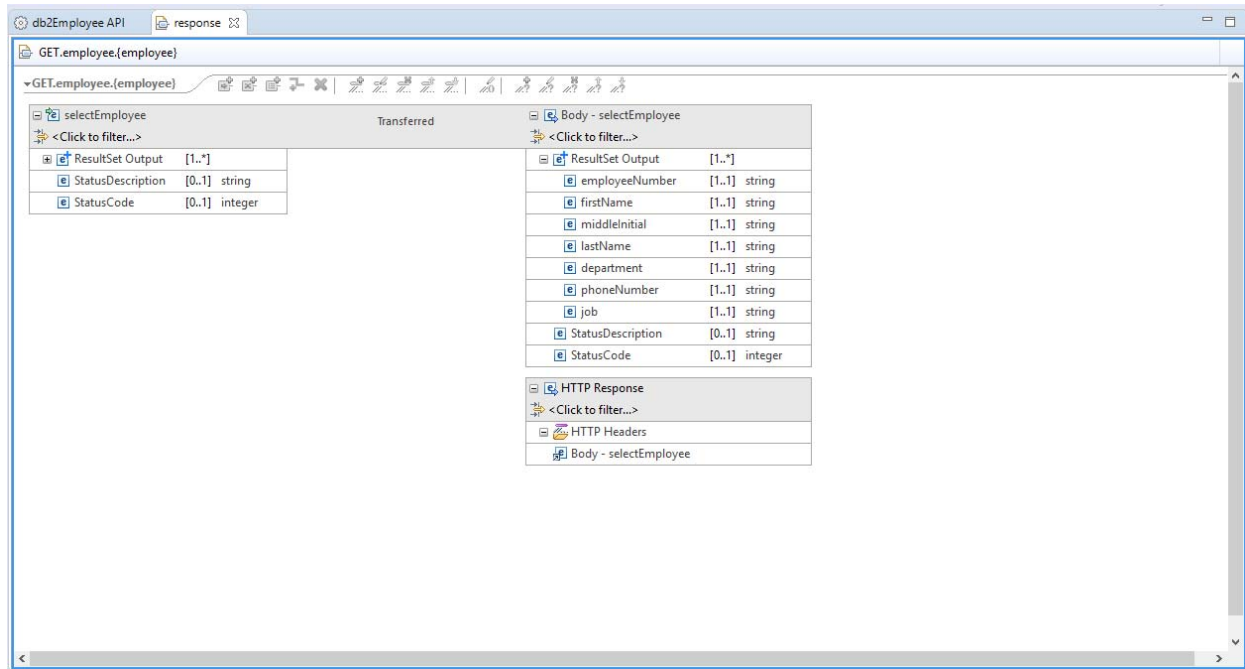 db2Employee API
response
GET.employee.{employee}
GET.employee.{employee}
selectEmployee
<Click to filter...>
ResultSet Output [1..*]
StatusDescription [0..1] string
StatusCode [0..1] integer
Transferred
Body - selectEmployee
<Click to filter...>
ResultSet Output [1..*]
employeeNumber [1..1] string
firstName [1..1] string
middleInitial [1..1] string
lastName [1..1] string
department [1..1] string
phoneNumber [1..1] string
job [1..1] string
StatusDescription [0..1] string
StatusCode [0..1] integer
HTTP Response
<Click to filter...>
HTTP Headers
Body - selectEmployee